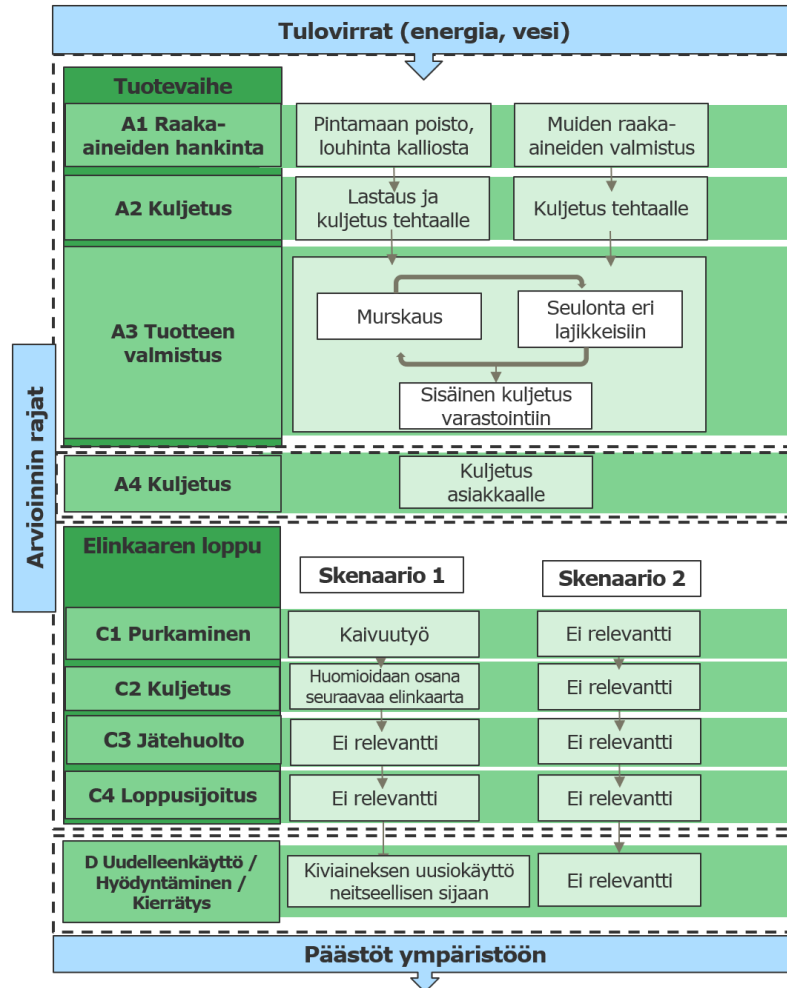 Tulovirrat (energia, vesi)
Tuotevaihe
A1 Raaka-
aineiden hankinta
Pintamaan poisto,
louhinta kalliosta
Muiden raaka-
aineiden valmistus
A2 Kuljetus
Lastaus ja
kuljetus tehtaalle
Kuljetus tehtaalle
A3 Tuotteen
valmistus
Murskaus
Seulonta eri
lajikkeisiin
Sisäinen kuljetus
varastointiin
Arvioinnin rajat
A4 Kuljetus
Kuljetus
asiakkaalle
Elinkaaren loppu
Skenaario 1
Skenaario 2
C1 Purkaminen
Kaivuutyö
Ei relevantti
C2 Kuljetus
Huomioidaan osana
seuraavaa elinkaarta
Ei relevantti
C3 Jätehuolto
Ei relevantti
Ei relevantti
C4 Loppusijoitus
Ei relevantti
Ei relevantti
D Uudelleenkäyttö /
Hyödyntäminen /
Kierrätys
Kiviaineksen uusiokäyttö
neitseellisen sijaan
Ei relevantti
Päästöt ympäristöön